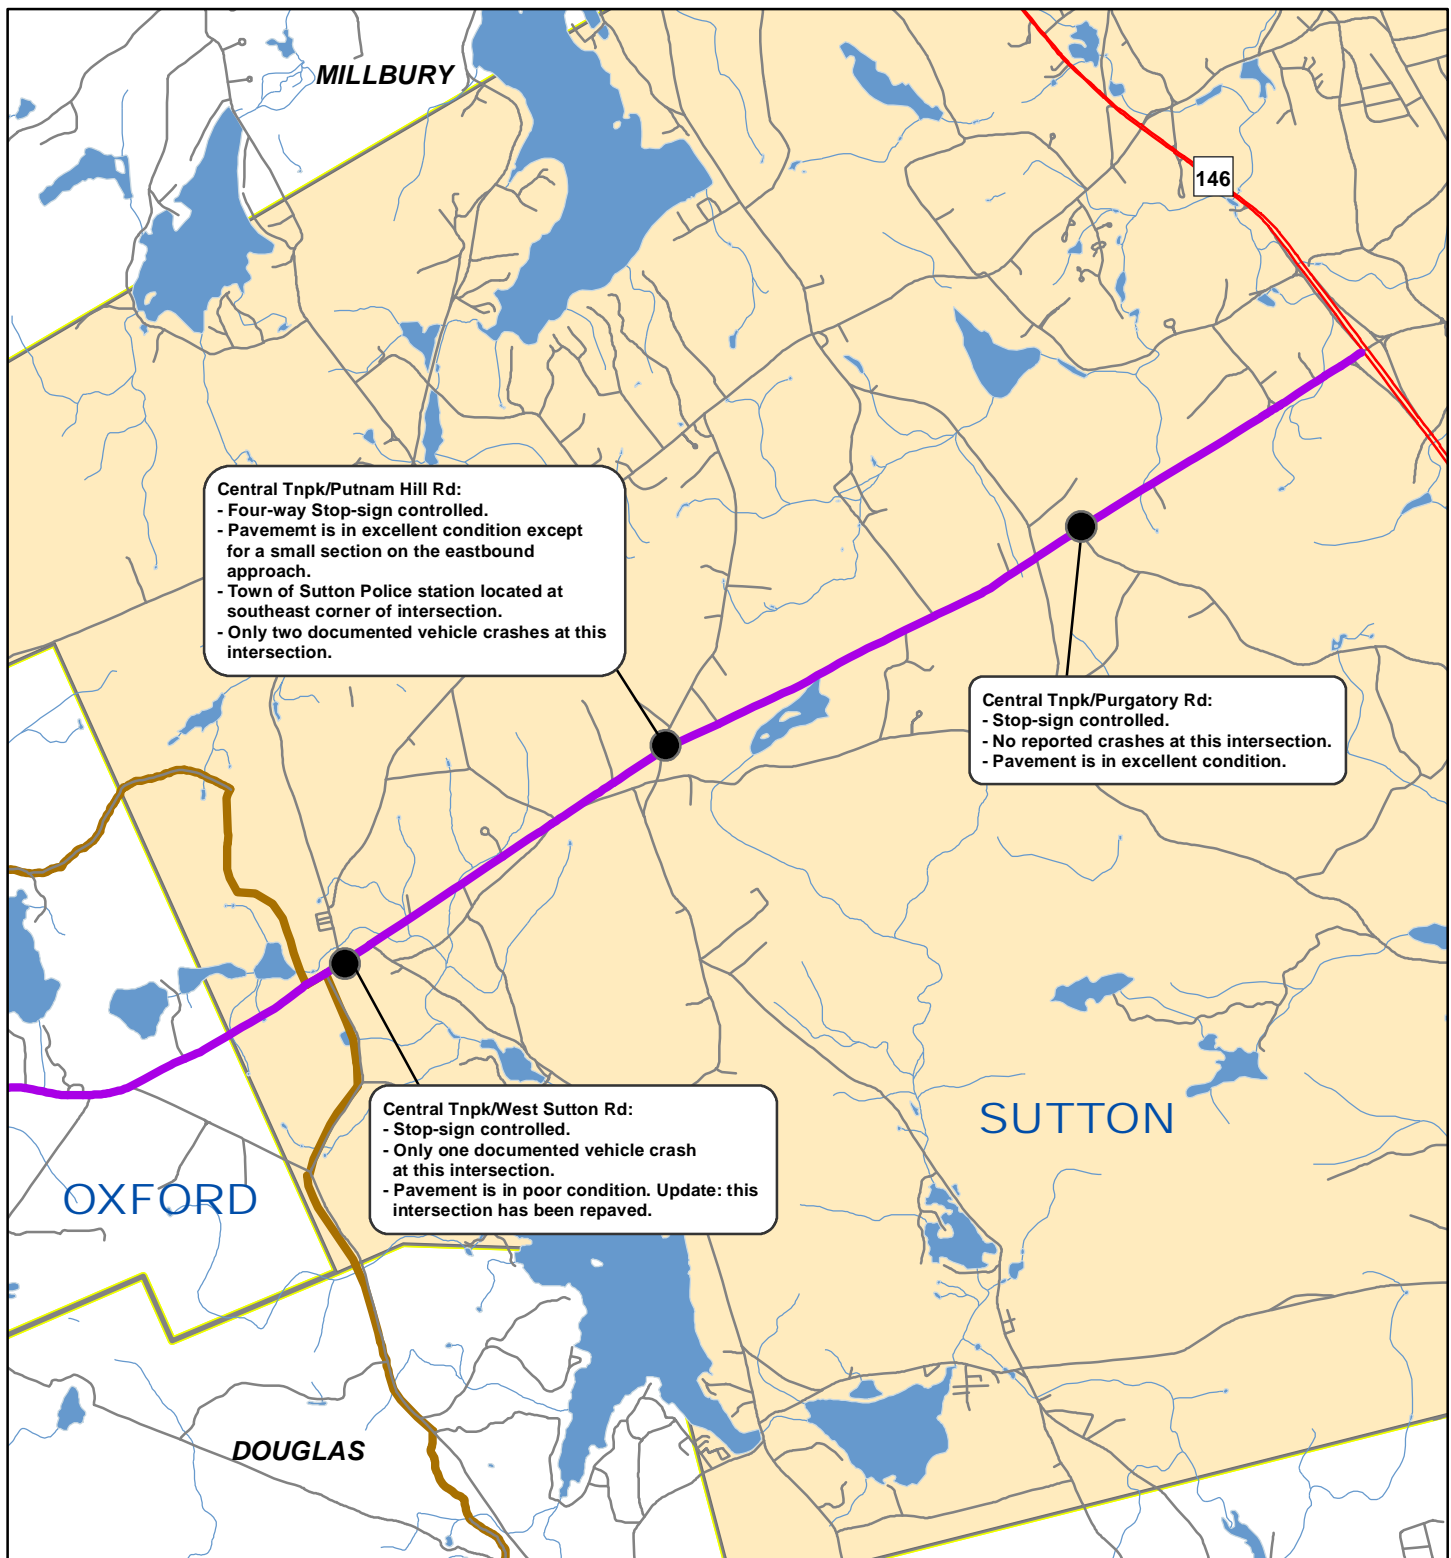 MILLBURY
146
Central Tnpk/Putnam Hill Rd:
- Four-way Stop-sign controlled.
- Pavememt is in excellent condition except
for a small section on the eastbound
approach.
- Town of Sutton Police station located at
southeast corner of intersection.
- Only two documented vehicle crashes at this
intersection.
Central Tnpk/Purgatory Rd:
- Stop-sign controlled.
- No reported crashes at this intersection.
- Pavement is in excellent condition.
Central Tnpk/West Sutton Rd:
- Stop-sign controlled.
- Only one documented vehicle crash
at this intersection.
- Pavement is in poor condition. Update: this
intersection has been repaved.
SUTTON
OXFORD
DOUGLAS